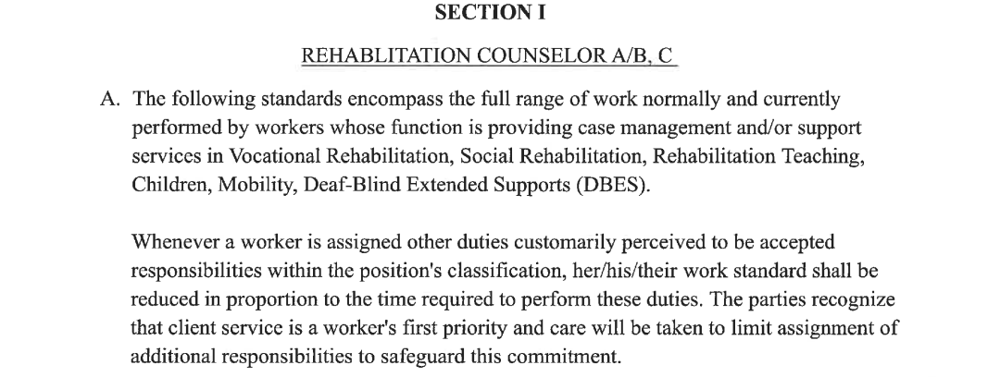 SECTION I
REHABLITATION COUNSELOR A/B, C
A. The following standards encompass the full range of work normally and currently
performed by workers whose function is providing case management and/or support
services in Vocational Rehabilitation, Social Rehabilitation, Rehabilitation Teaching,
Children, Mobility, Deaf-Blind Extended Supports (DBES).
Whenever a worker is assigned other duties customarily perceived to be accepted
responsibilities within the position's classification, her/his/their work standard shall be
reduced in proportion to the time required to perform these duties. The parties recognize
that client service is a worker's first priority and care will be taken to limit assignment of
additional responsibilities to safeguard this commitment.